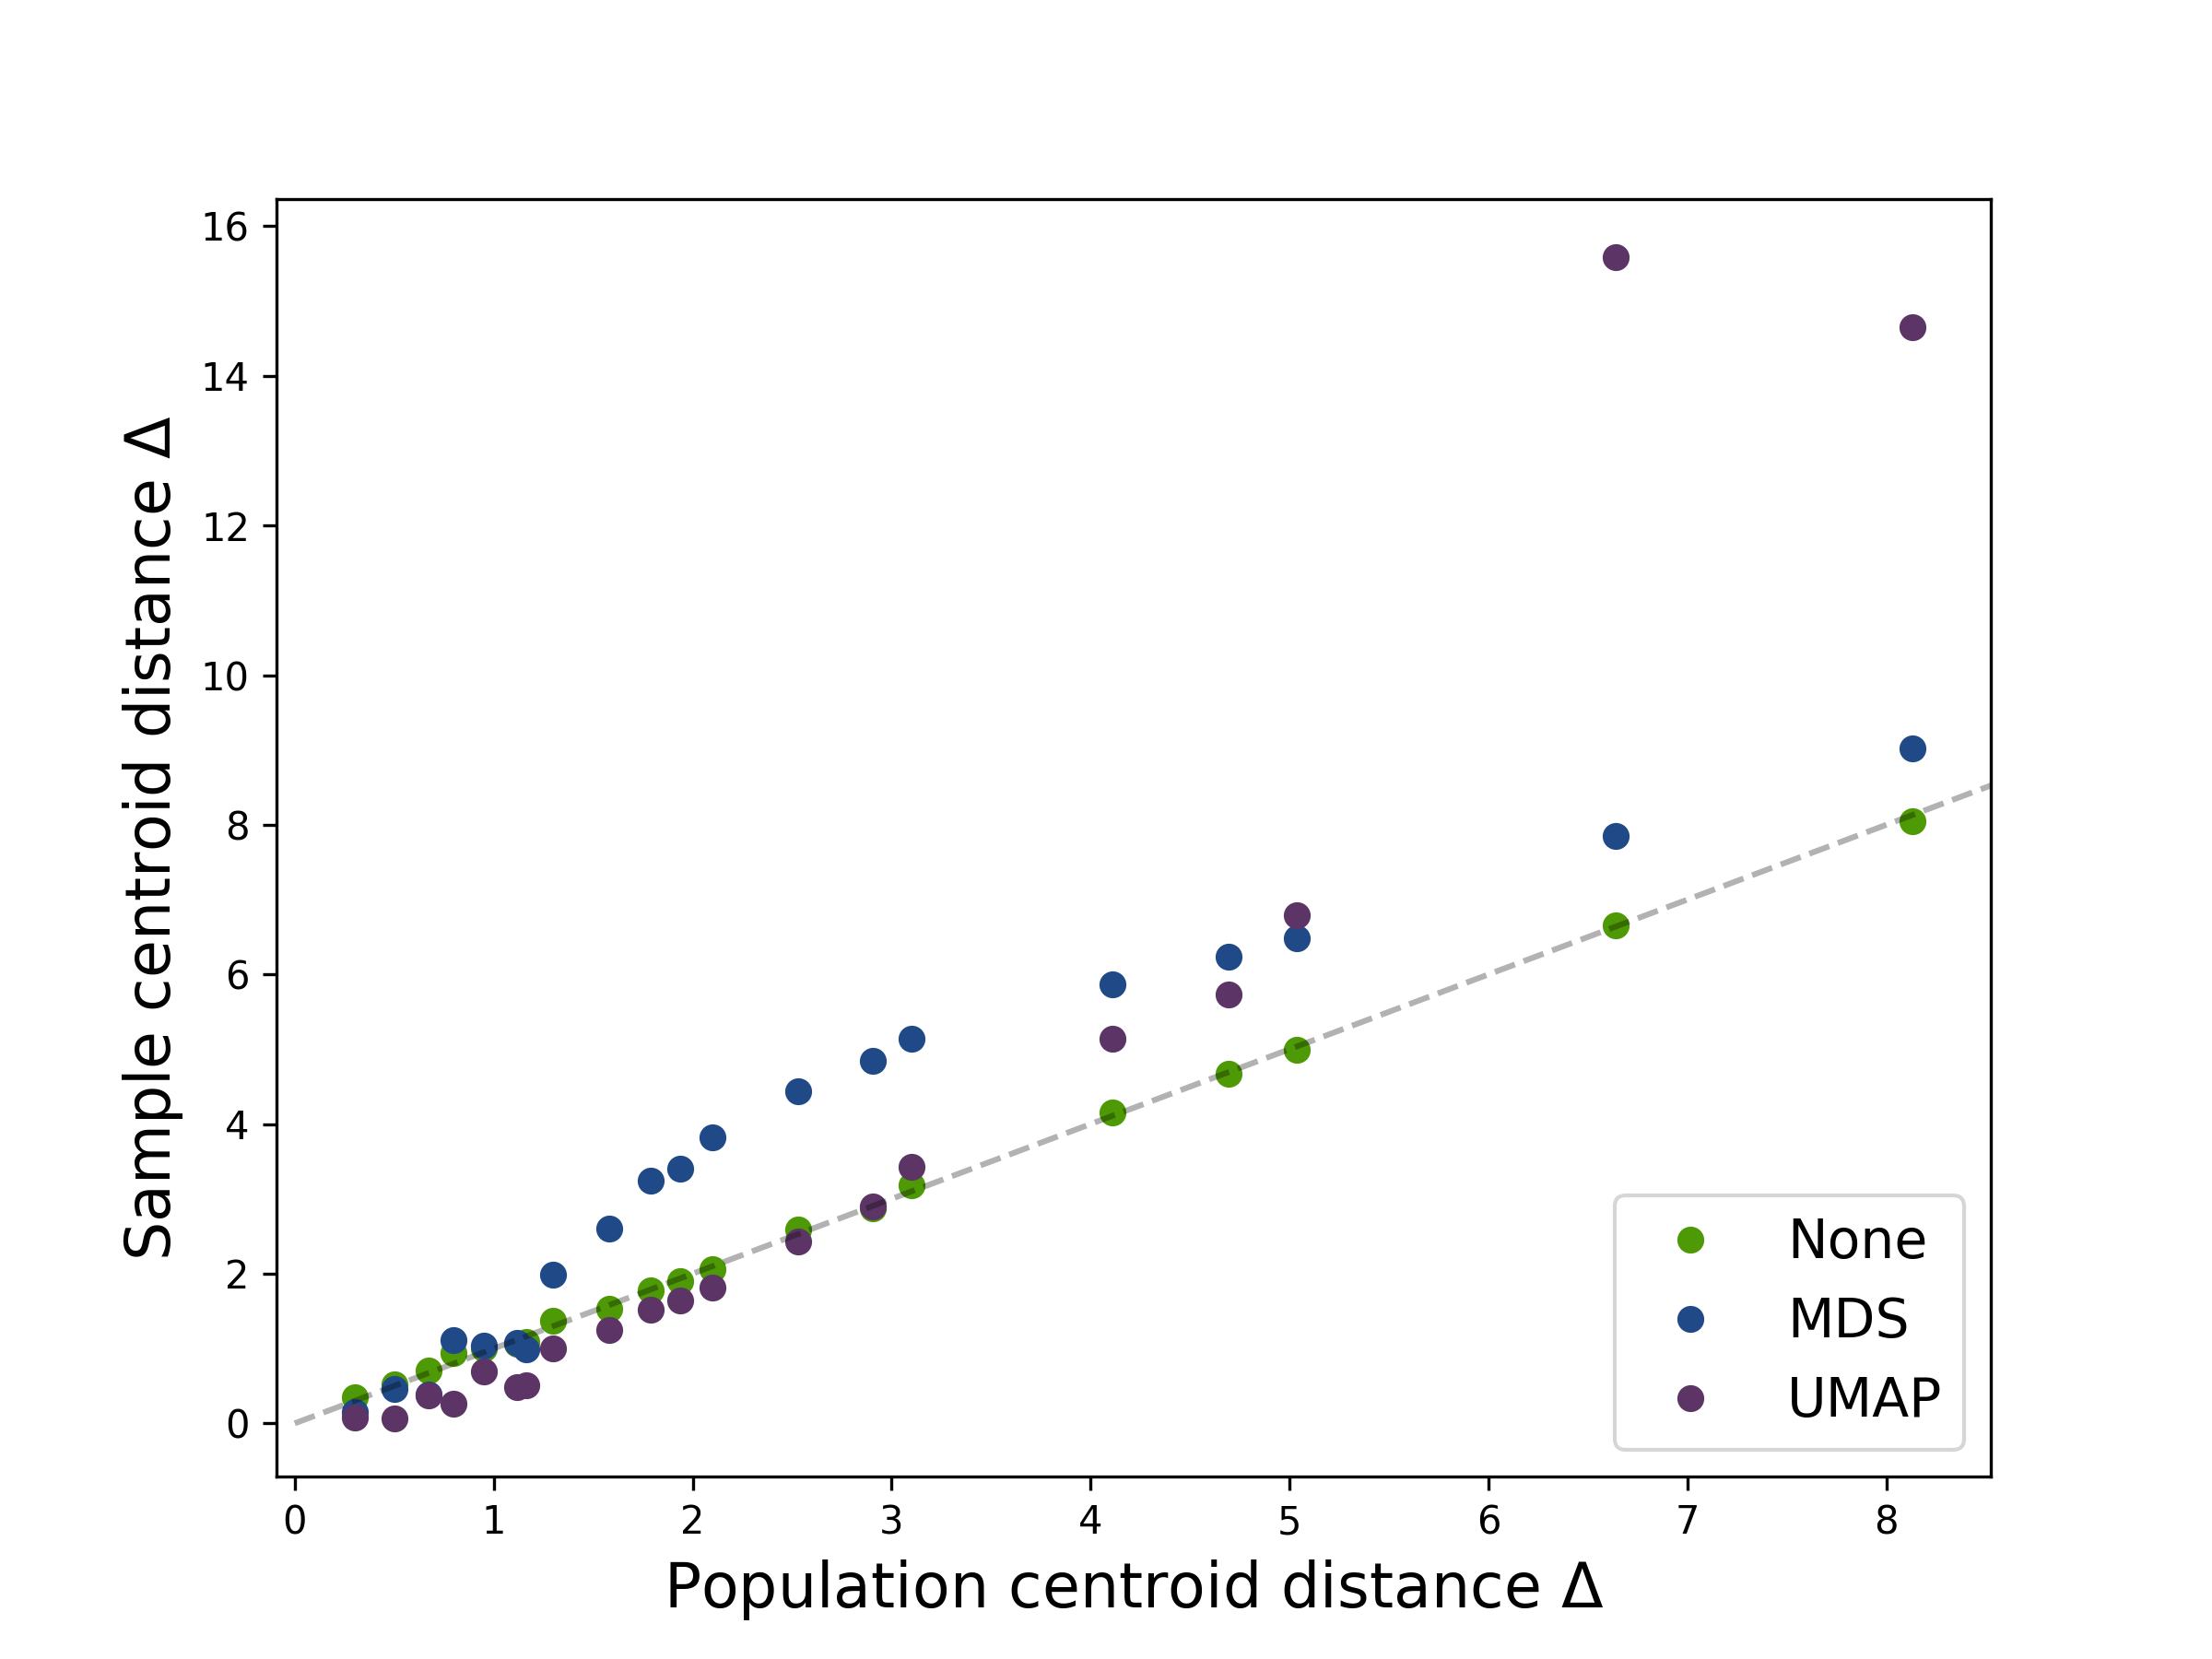 16
14
12
10
8
6
4
2
0
Sample centroid distance Δ
0 1 2 3 4 5 6 7 8
Population centroid distance Δ
None
MDS
UMAP